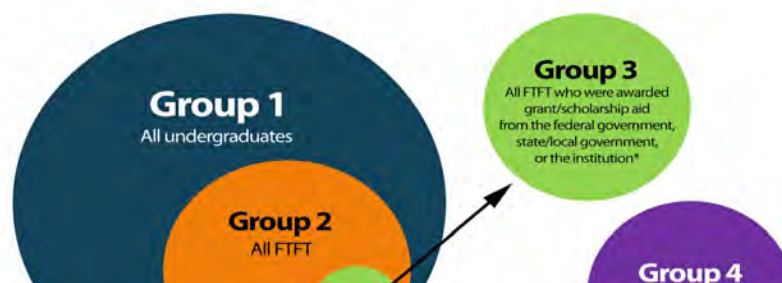 Group 1
All undergraduates
Group 2
All FTFT
Group 3
All FTFT who were awarded
grant/scholarship aid
from the federal government,
state/local government,
or the institution*
Group 4